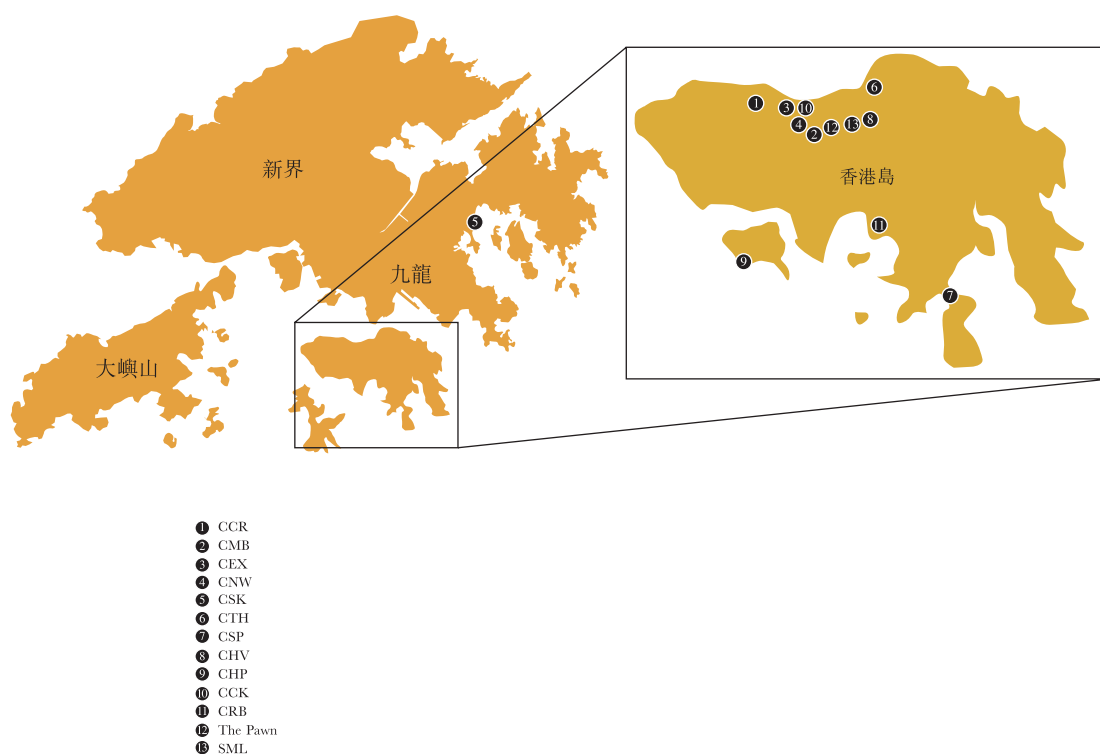 新界
九龍
大嶼山
5
1
3
10
4
2
12
13
8
6
香港島
11
9
7
1 CCR
2 CMB
3 CEX
4 CNW
5 CSK
6 CTH
7 CSP
8 CHV
9 CHP
10 CCK
11 CRB
12 The Pawn
13 SML